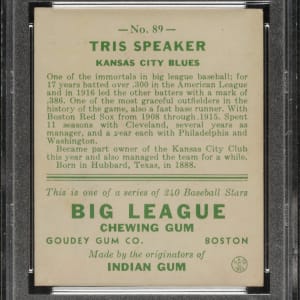 — No. 89 —
TRIS SPEAKER
KANSAS CITY BLUES
One of the immortals in big league baseball; for
17 years batted over .300 in the American League
and in 1916 led the other batters with a mark of
.386. One of the most graceful outfielders in the
history of the game, also a fast base runner. With
Boston Red Sox from 1908 through 1915. Spent
11 seasons with Cleveland, several years as
manager, and a year each with Philadelphia and
Washington.
Became part owner of the Kansas City Club
this year and also managed the team for a while.
Born in Hubbard, Texas, in 1888.
This is one of a series of 240 Baseball Stars
BIG LEAGUE
CHEWING GUM
GOUDEY GUM CO. BOSTON
Made by the originators of
INDIAN GUM